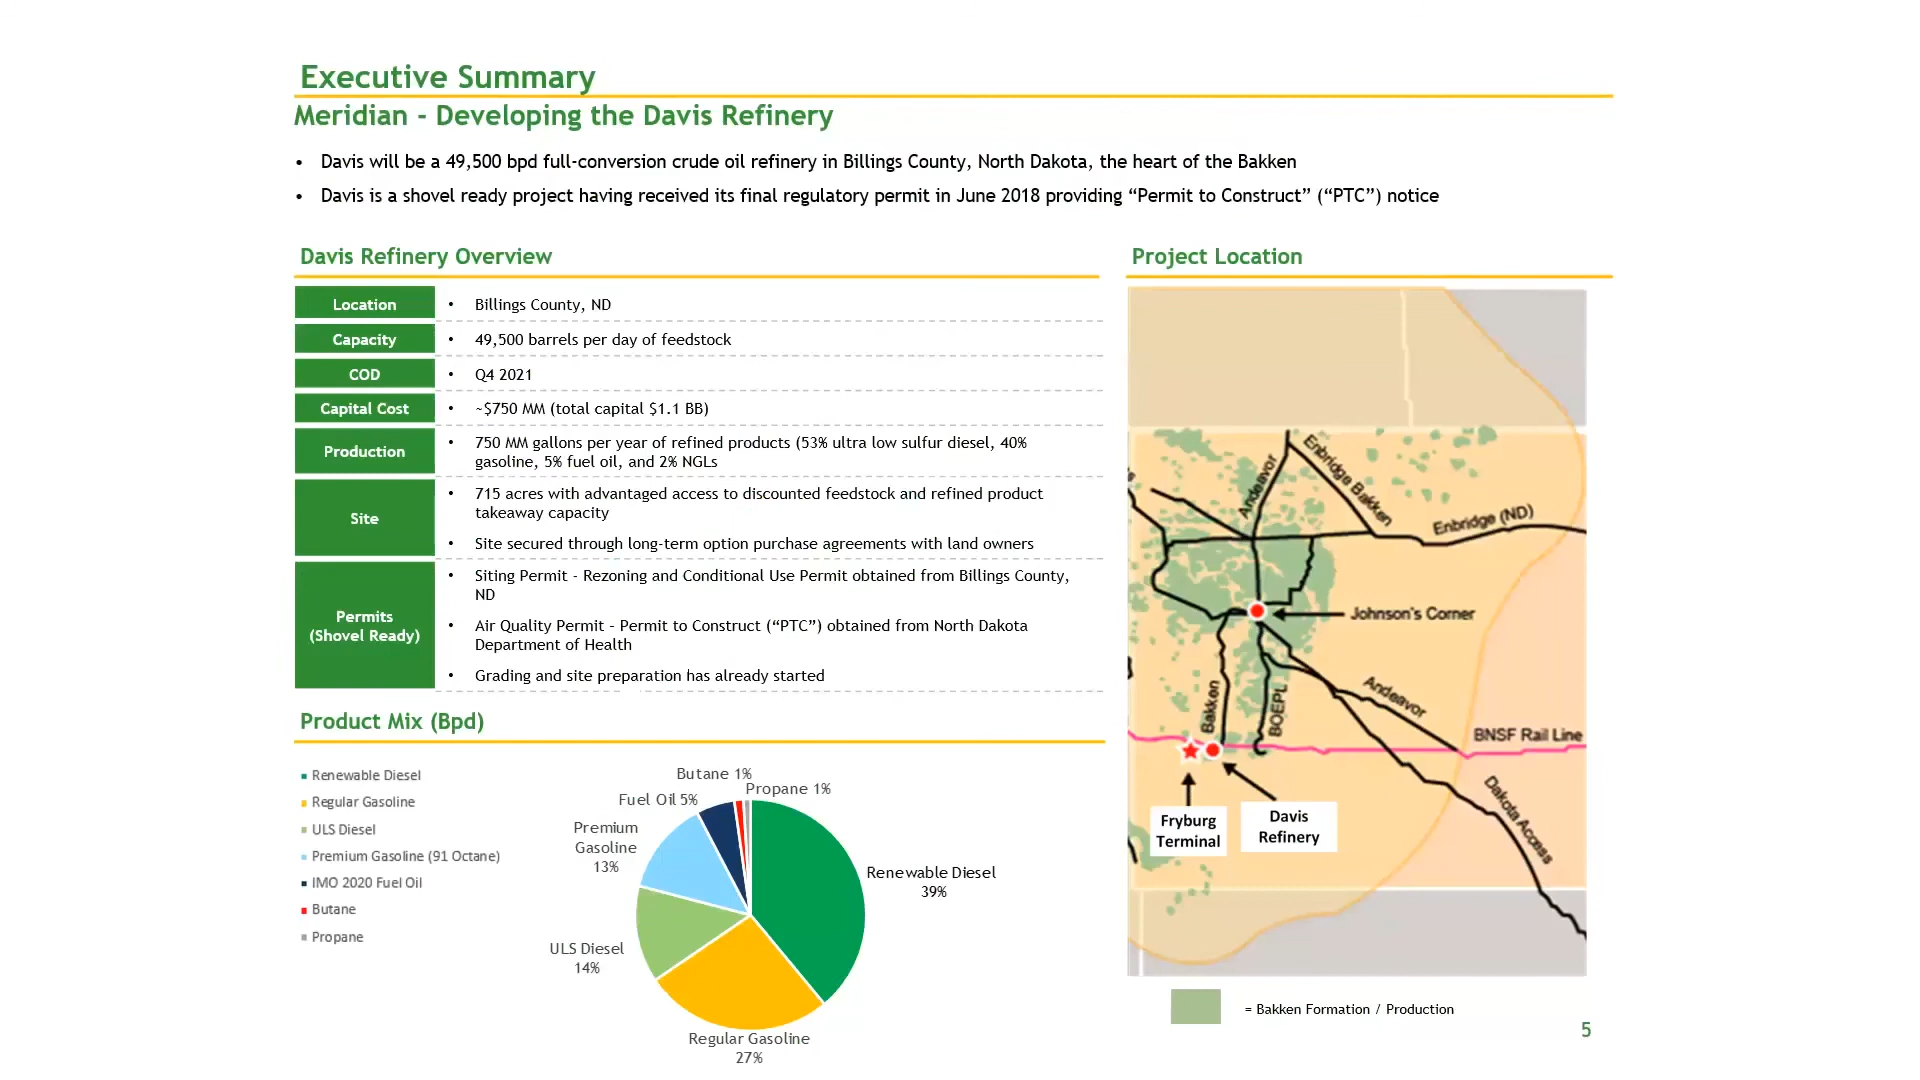 Executive Summary
Meridian - Developing the Davis Refinery
• Davis will be a 49,500 bpd full-conversion crude oil refinery in Billings County, North Dakota, the heart of the Bakken
• Davis is a shovel ready project having received its final regulatory permit in June 2018 providing “Permit to Construct” (“PTC”) notice
Davis Refinery Overview
Location
• Billings County, ND
Capacity
• 49,500 barrels per day of feedstock
COD
• Q4 2021
Capital Cost
• ~$750 MM (total capital $1.1 BB)
Production
• 750 MM gallons per year of refined products (53% ultra low sulfur diesel, 40%
gasoline, 5% fuel oil, and 2% NGLs
Site
• 715 acres with advantaged access to discounted feedstock and refined product
takeaway capacity
• Site secured through long-term option purchase agreements with land owners
Permits
(Shovel Ready)
• Siting Permit - Rezoning and Conditional Use Permit obtained from Billings County,
ND
• Air Quality Permit – Permit to Construct (“PTC”) obtained from North Dakota
Department of Health
• Grading and site preparation has already started
Product Mix (Bpd)
Renewable Diesel
Regular Gasoline
ULS Diesel
Premium Gasoline (91 Octane)
IMO 2020 Fuel Oil
Butane
Propane
Butane 1%
Propane 1%
Fuel Oil 5%
Premium
Gasoline
13%
Renewable Diesel
39%
ULS Diesel
14%
Regular Gasoline
27%
Project Location
Andeavor
Enbridge Bakken
Enbridge (ND)
Johnson's Corner
Bakken
BOEPL
Andeavor
BNSF Rail Line
Dakota Access
Fryburg
Terminal
Davis
Refinery
= Bakken Formation / Production
5